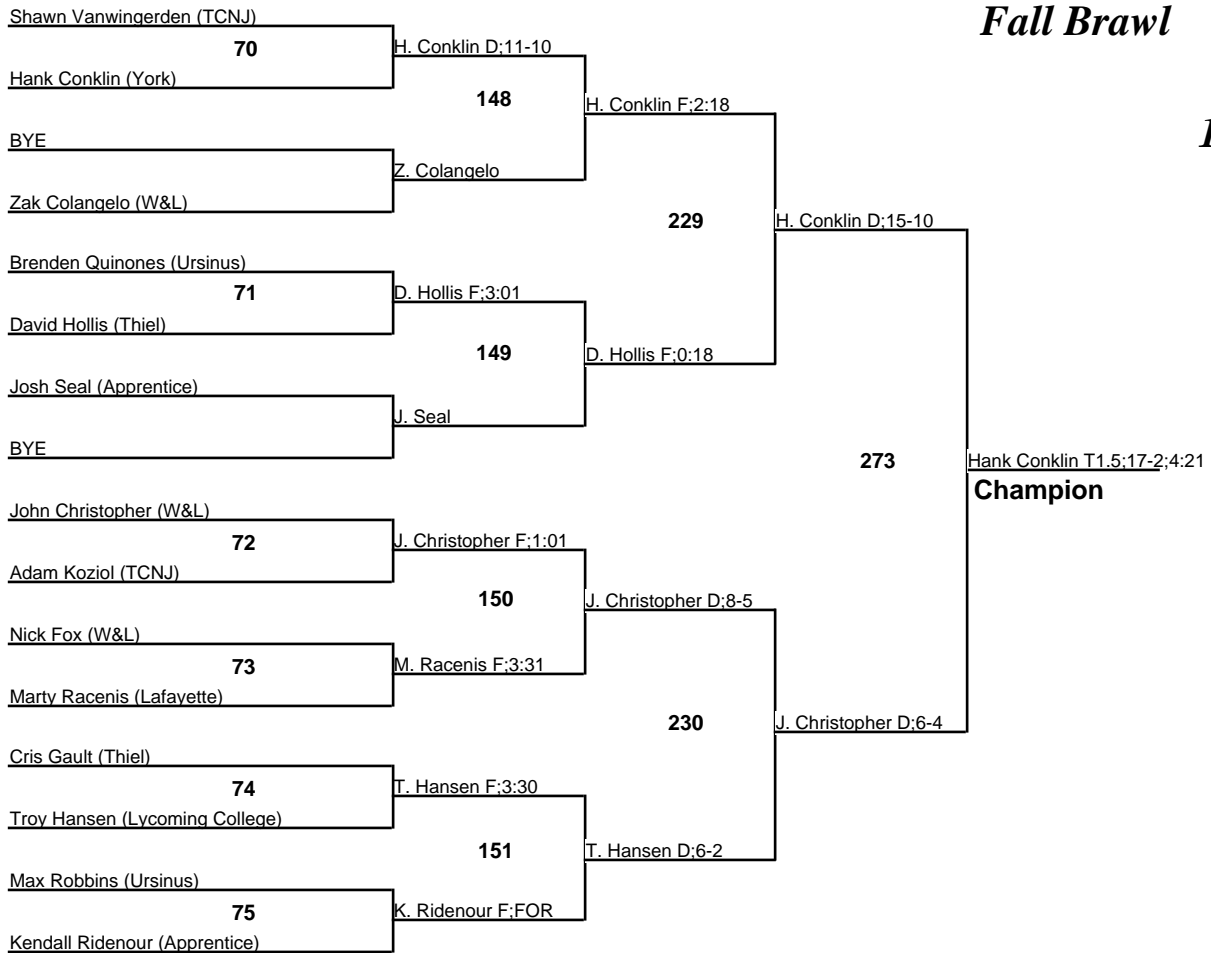 Fall Brawl
Shawn Vanwingerden (TCNJ)
70
Hank Conklin (York)
H. Conklin D;11-10
148
BYE
Zak Colangelo (W&L)
Z. Colangelo
H. Conklin F;2:18
229
Brenden Quinones (Ursinus)
71
David Hollis (Thiel)
D. Hollis F;3:01
149
Josh Seal (Apprentice)
BYE
J. Seal
D. Hollis F;0:18
H. Conklin D;15-10
273
John Christopher (W&L)
72
Adam Koziol (TCNJ)
J. Christopher F;1:01
150
Nick Fox (W&L)
73
Marty Racenis (Lafayette)
M. Racenis F;3:31
J. Christopher D;8-5
230
Cris Gault (Thiel)
74
Troy Hansen (Lycoming College)
T. Hansen F;3:30
151
Max Robbins (Ursinus)
75
Kendall Ridenour (Apprentice)
K. Ridenour F;FOR
T. Hansen D;6-2
J. Christopher D;6-4
Hank Conklin T1.5;17-2;4:21
Champion